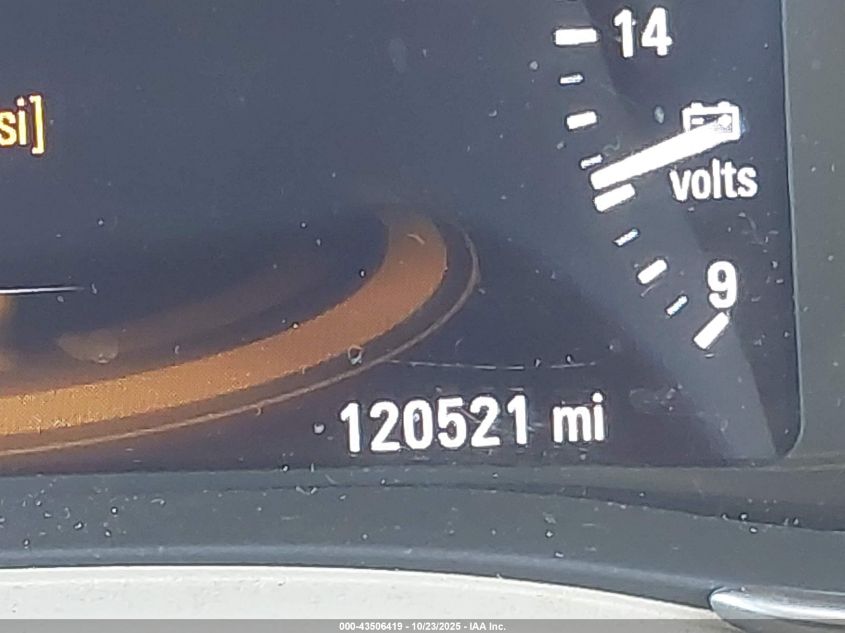 14
si]
volts
9
120521 mi
000-43506419 - 10/23/2025 - IAA Inc.